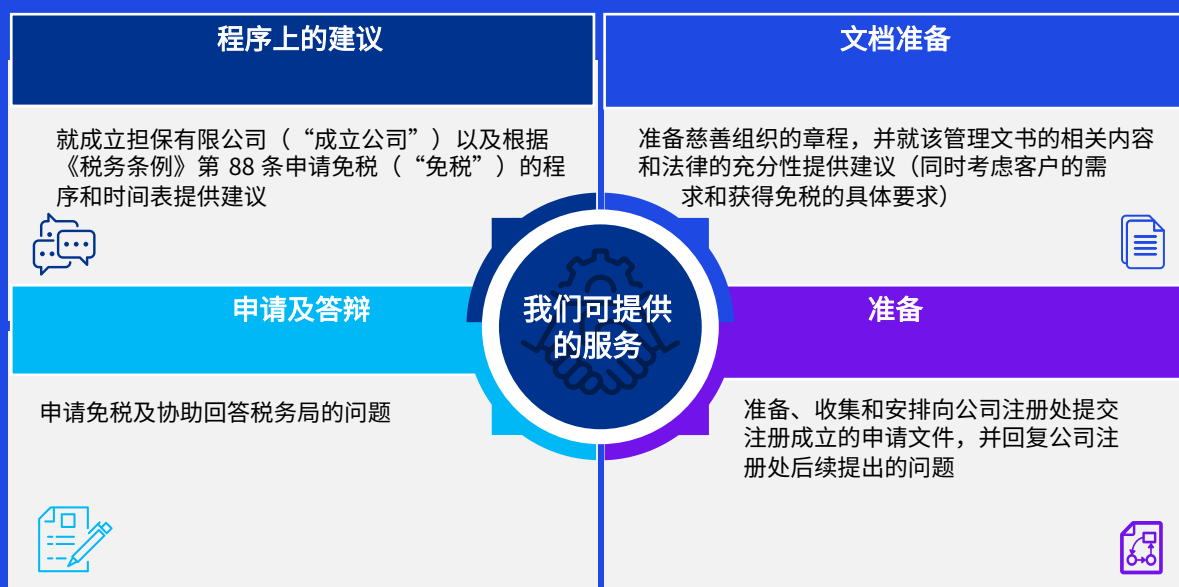 程序上的建议
就成立担保有限公司（“成立公司”）以及根据
《税务条例》第 88 条申请免税（“免税”）的程
序和时间表提供建议
文档准备
准备慈善组织的章程，并就该管理文书的相关内容
和法律的充分性提供建议（同时考虑客户的需
求和获得免税的具体要求）
我们可提供
的服务
申请及答辩
申请免税及协助回答税务局的问题
准备
准备、收集和安排向公司注册处提交
注册成立的申请文件，并回复公司注
册处后续提出的问题